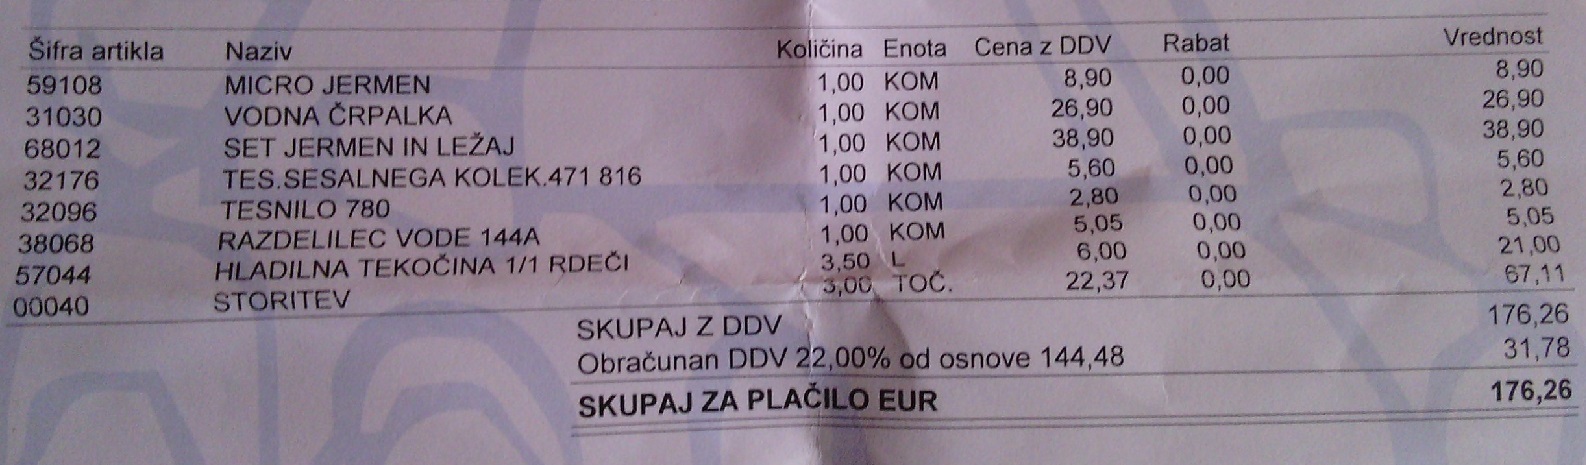 Šifra artikla Naziv Količina Enota Cena z DDV Rabat Vrednost
59108 MICRO JERMEN 1,00 KOM 8,90 0,00 8,90
31030 VODNA ČRPALKA 1,00 KOM 26,90 0,00 26,90
68012 SET JERMEN IN LEŽAJ 1,00 KOM 38,90 0,00 38,90
32176 TES.SESALNEGA KOLEK.471 816 1,00 KOM 5,60 0,00 5,60
32096 TESNILO 780 1,00 KOM 2,80 0,00 2,80
38068 RAZDELILEC VODE 144A 1,00 KOM 5,05 0,00 5,05
57044 HLADILNA TEKOČINA 1/1 RDEČI 3,50 L 6,00 0,00 21,00
00040 STORITEV 3,00 TOČ. 22,37 0,00 67,11
SKUPAJ Z DDV 176,26
Obračunan DDV 22,00% od osnove 144,48 31,78
SKUPAJ ZA PLAČILO EUR 176,26